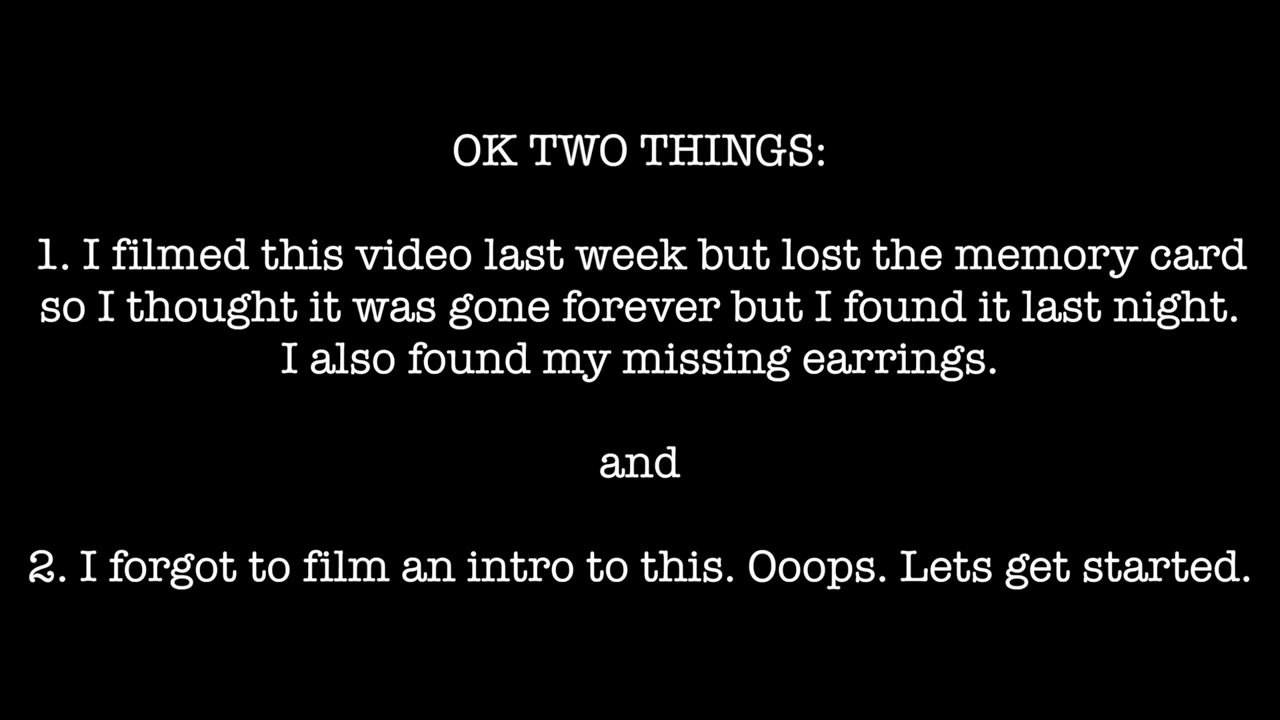 OK TWO THINGS:
1. I filmed this video last week but lost the memory card
so I thought it was gone forever but I found it last night.
I also found my missing earrings.
and
2. I forgot to film an intro to this. Ooops. Lets get started.